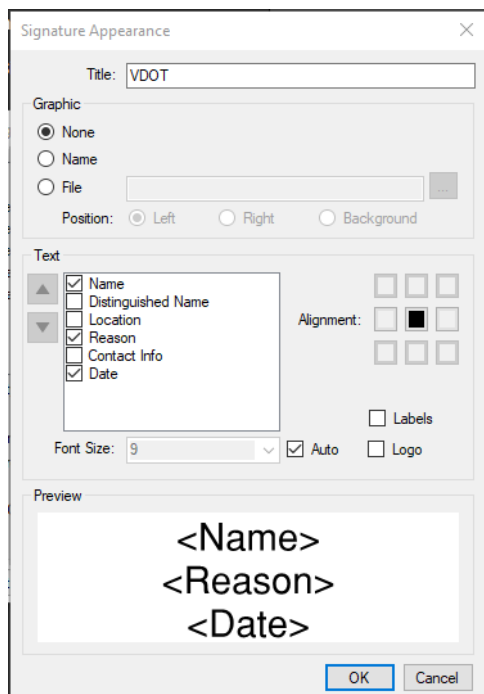 Signature Appearance
Title: VDOT
Graphic
None
Name
File ...
Position: Left Right Background
Text
Name
Distinguished Name
Location
Reason
Contact Info
Date
Alignment:
Labels
Font Size: 9 Auto Logo
Preview
<Name>
<Reason>
<Date>
OK Cancel